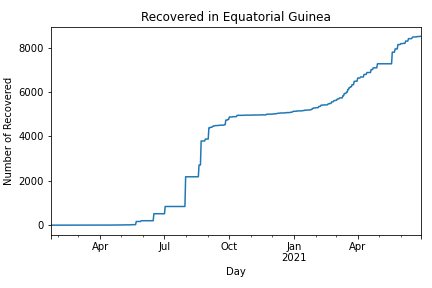 Recovered in Equatorial Guinea
Number of Recovered
8000
6000
4000
2000
0
Apr
Jul
Oct
Jan
2021
Apr
Day